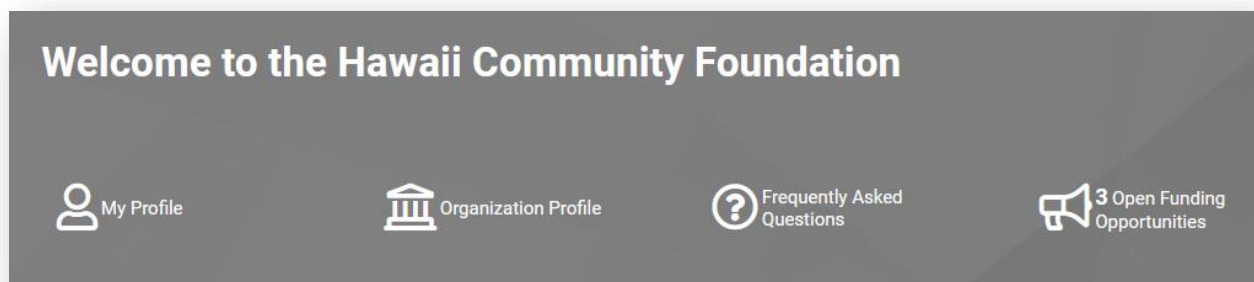 Welcome to the Hawaii Community Foundation
My Profile
Organization Profile
Frequently Asked
Questions
3 Open Funding
Opportunities